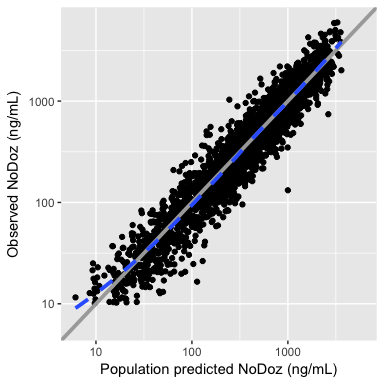 Observed NoDoz (ng/mL)
1000
100
10
10 100 1000
Population predicted NoDoz (ng/mL)